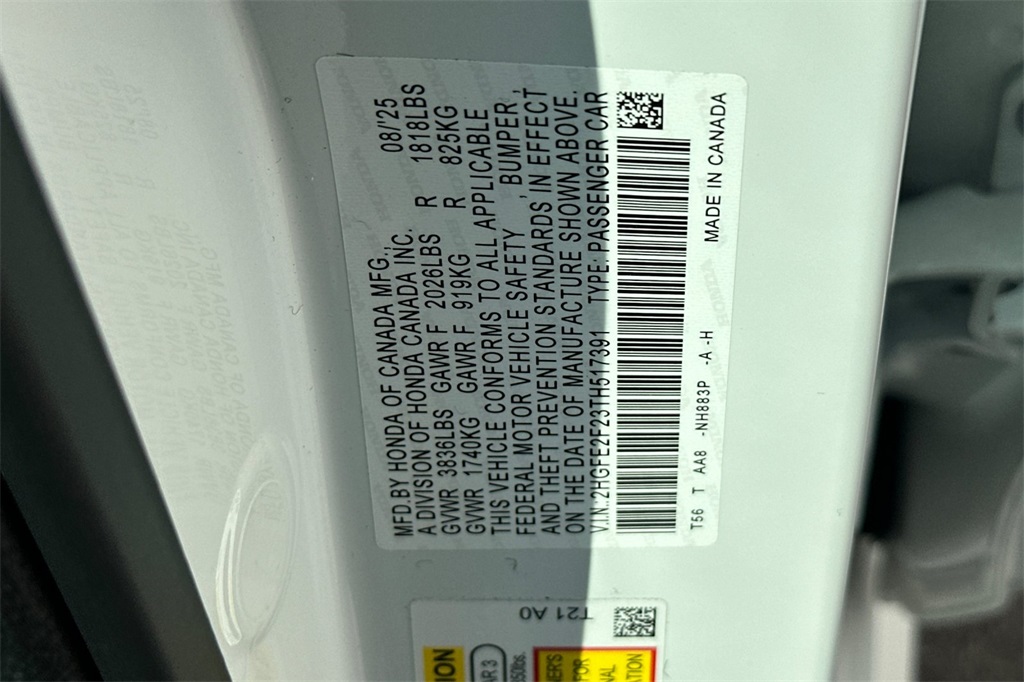 MFD.BY HONDA OF CANADA MFG., 08/'25
A DIVISION OF HONDA CANADA INC.
GVWR 3836LBS GAWR F 2026LBS R 1818LBS
GVWR 1740KG GAWR F 919KG R 825KG
THIS VEHICLE CONFORMS TO ALL APPLICABLE
FEDERAL MOTOR VEHICLE SAFETY , BUMPER ,
AND THEFT PREVENTION STANDARDS IN EFFECT
ON THE DATE OF MANUFACTURE SHOWN ABOVE.
V.I.N.:2HGFE2F23TH517391 TYPE: PASSENGER CAR
T56 T AA8 -NH883P -A -H MADE IN CANADA
T21 A0